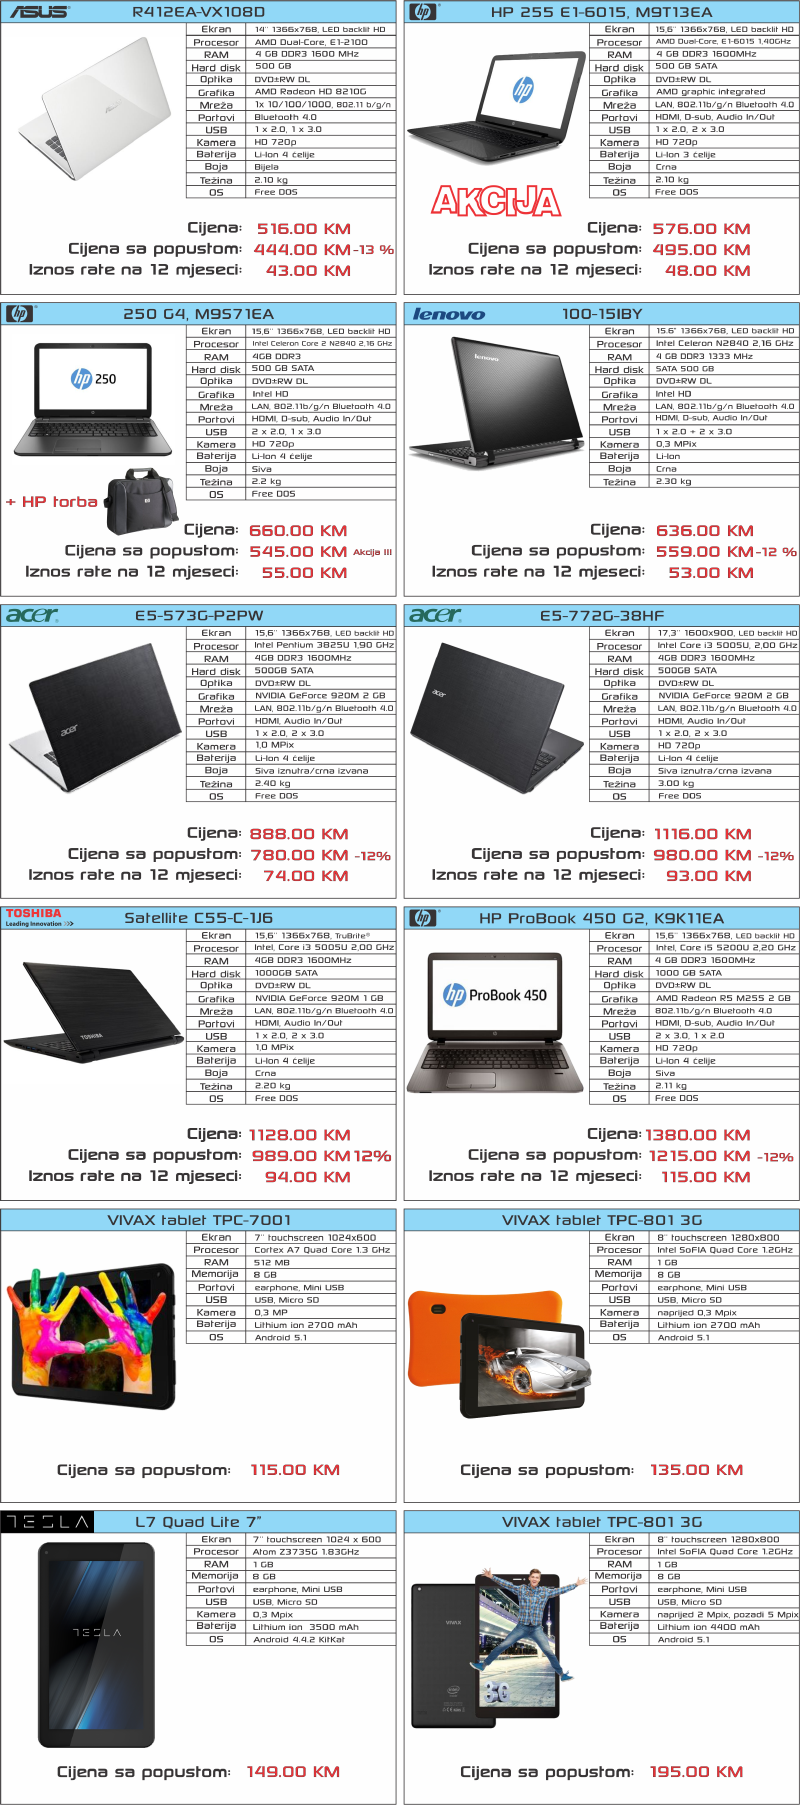 ASUS R412EA-VX108D
Ekran 14" 1366x768, LED backlit HD
Procesor AMD Dual-Core, E1-2100
RAM 4 GB DDR3 1600 MHz
Hard disk 500 GB
Optika DVD±RW DL
Grafika AMD Radeon HD 8210G
Mreža 1x 10/100/1000, 802.11 b/g/n
Portovi Bluetooth 4.0
USB 1 x 2.0, 1 x 3.0
Kamera HD 720p
Baterija Li-Ion 4 ćelije
Boja Bijela
Težina 2.10 kg
OS Free DOS
Cijena: 516.00 KM
Cijena sa popustom: 444.00 KM -13 %
Iznos rate na 12 mjeseci: 43.00 KM
hp HP 255 E1-6015, M9T13EA
Ekran 15,6" 1366x768, LED backlit HD
Procesor AMD Dual-Core, E1-6015 1,40GHz
RAM 4 GB DDR3 1600MHz
Hard disk 500 GB SATA
Optika DVD±RW DL
Grafika AMD graphic integrated
Mreža LAN, 802.11b/g/n Bluetooth 4.0
Portovi HDMI, D-sub, Audio In/Out
USB 1 x 2.0, 2 x 3.0
Kamera HD 720p
Baterija Li-Ion 3 ćelije
Boja Crna
Težina 2.10 kg
OS Free DOS
AKCIJA
Cijena: 576.00 KM
Cijena sa popustom: 495.00 KM
Iznos rate na 12 mjeseci: 48.00 KM
hp 250 G4, M9S71EA
Ekran 15,6" 1366x768, LED backlit HD
Procesor Intel Celeron Core 2 N2840 2,16 GHz
RAM 4GB DDR3
Hard disk 500 GB SATA
Optika DVD±RW DL
Grafika Intel HD
Mreža LAN, 802.11b/g/n Bluetooth 4.0
Portovi HDMI, D-sub, Audio In/Out
USB 2 x 2.0, 1 x 3.0
Kamera HD 720p
Baterija Li-Ion 4 ćelije
Boja Siva
Težina 2.2 kg
OS Free DOS
hp 250
+ HP torba
Cijena: 660.00 KM
Cijena sa popustom: 545.00 KM Akcija !!!
Iznos rate na 12 mjeseci: 55.00 KM
lenovo 100-15IBY
Ekran 15.6" 1366x768, LED backlit HD
Procesor Intel Celeron N2840 2,16 GHz
RAM 4 GB DDR3 1333 MHz
Hard disk SATA 500 GB
Optika DVD±RW DL
Grafika Intel HD
Mreža LAN, 802.11b/g/n Bluetooth 4.0
Portovi HDMI, D-sub, Audio In/Out
USB 1 x 2.0 + 2 x 3.0
Kamera 0,3 MPix
Baterija Li-Ion
Boja Crna
Težina 2.30 kg
lenovo
Cijena: 636.00 KM
Cijena sa popustom: 559.00 KM -12 %
Iznos rate na 12 mjeseci: 53.00 KM
acer E5-573G-P2PW
Ekran 15,6" 1366x768, LED backlit HD
Procesor Intel Pentium 3825U 1,90 GHz
RAM 4GB DDR3 1600MHz
Hard disk 500GB SATA
Optika DVD±RW DL
Grafika NVIDIA GeForce 920M 2 GB
Mreža LAN, 802.11b/g/n Bluetooth 4.0
Portovi HDMI, Audio In/Out
USB 1 x 2.0, 2 x 3.0
Kamera 1,0 MPix
Baterija Li-Ion 4 ćelije
Boja Siva iznutra/crna izvana
Težina 2.40 kg
OS Free DOS
acer
Cijena: 888.00 KM
Cijena sa popustom: 780.00 KM -12%
Iznos rate na 12 mjeseci: 74.00 KM
acer E5-772G-38HF
Ekran 17,3" 1600x900, LED backlit HD
Procesor Intel Core i3 5005U, 2,00 GHz
RAM 4GB DDR3 1600MHz
Hard disk 500GB SATA
Optika DVD±RW DL
Grafika NVIDIA GeForce 920M 2 GB
Mreža LAN, 802.11b/g/n Bluetooth 4.0
Portovi HDMI, Audio In/Out
USB 1 x 2.0, 2 x 3.0
Kamera HD 720p
Baterija Li-Ion 4 ćelije
Boja Siva iznutra/crna izvana
Težina 3.00 kg
OS Free DOS
acer
Cijena: 1116.00 KM
Cijena sa popustom: 980.00 KM -12%
Iznos rate na 12 mjeseci: 93.00 KM
TOSHIBA Satellite C55-C-1J6
Leading Innovation >>>
Ekran 15,6" 1366x768, TruBrite®
Procesor Intel, Core i3 5005U 2,00 GHz
RAM 4GB DDR3 1600MHz
Hard disk 1000GB SATA
Optika DVD±RW DL
Grafika NVIDIA GeForce 920M 1 GB
Mreža LAN, 802.11b/g/n Bluetooth 4.0
Portovi HDMI, Audio In/Out
USB 1 x 2.0, 2 x 3.0
Kamera 1,0 MPix
Baterija Li-Ion 4 ćelije
Boja Crna
Težina 2.20 kg
OS Free DOS
TOSHIBA
Cijena: 1128.00 KM
Cijena sa popustom: 989.00 KM 12%
Iznos rate na 12 mjeseci: 94.00 KM
hp HP ProBook 450 G2, K9K11EA
Ekran 15,6" 1366x768, LED backlit HD
Procesor Intel, Core i5 5200U 2,20 GHz
RAM 4 GB DDR3 1600MHz
Hard disk 1000 GB SATA
Optika DVD±RW DL
Grafika AMD Radeon R5 M255 2 GB
Mreža 802.11b/g/n Bluetooth 4.0
Portovi HDMI, D-sub, Audio In/Out
USB 2 x 3.0, 1 x 2.0
Kamera HD 720p
Baterija Li-Ion 4 ćelije
Boja Siva
Težina 2.11 kg
OS Free DOS
hp ProBook 450
Cijena: 1380.00 KM
Cijena sa popustom: 1215.00 KM -12%
Iznos rate na 12 mjeseci: 115.00 KM
VIVAX tablet TPC-7001
Ekran 7" touchscreen 1024x600
Procesor Cortex A7 Quad Core 1.3 GHz
RAM 512 MB
Memorija 8 GB
Portovi earphone, Mini USB
USB USB, Micro SD
Kamera 0,3 MP
Baterija Lithium ion 2700 mAh
OS Android 5.1
Cijena sa popustom: 115.00 KM
VIVAX tablet TPC-801 3G
Ekran 8" touchscreen 1280x800
Procesor Intel SoFIA Quad Core 1.2GHz
RAM 1 GB
Memorija 8 GB
Portovi earphone, Mini USB
USB USB, Micro SD
Kamera naprijed 0,3 Mpix
Baterija Lithium ion 2700 mAh
OS Android 5.1
Cijena sa popustom: 135.00 KM
TESLA L7 Quad Lite 7"
Ekran 7" touchscreen 1024 x 600
Procesor Atom Z3735G 1.83GHz
RAM 1 GB
Memorija 8 GB
Portovi earphone, Mini USB
USB USB, Micro SD
Kamera 0,3 Mpix
Baterija Lithium ion 3500 mAh
OS Android 4.4.2 KitKat
TESLA
Cijena sa popustom: 149.00 KM
VIVAX tablet TPC-801 3G
Ekran 8" touchscreen 1280x800
Procesor Intel SoFIA Quad Core 1.2GHz
RAM 1 GB
Memorija 8 GB
Portovi earphone, Mini USB
USB USB, Micro SD
Kamera naprijed 2 Mpix, pozadi 5 Mpix
Baterija Lithium ion 4400 mAh
OS Android 5.1
VIVAX
3G
Cijena sa popustom: 195.00 KM